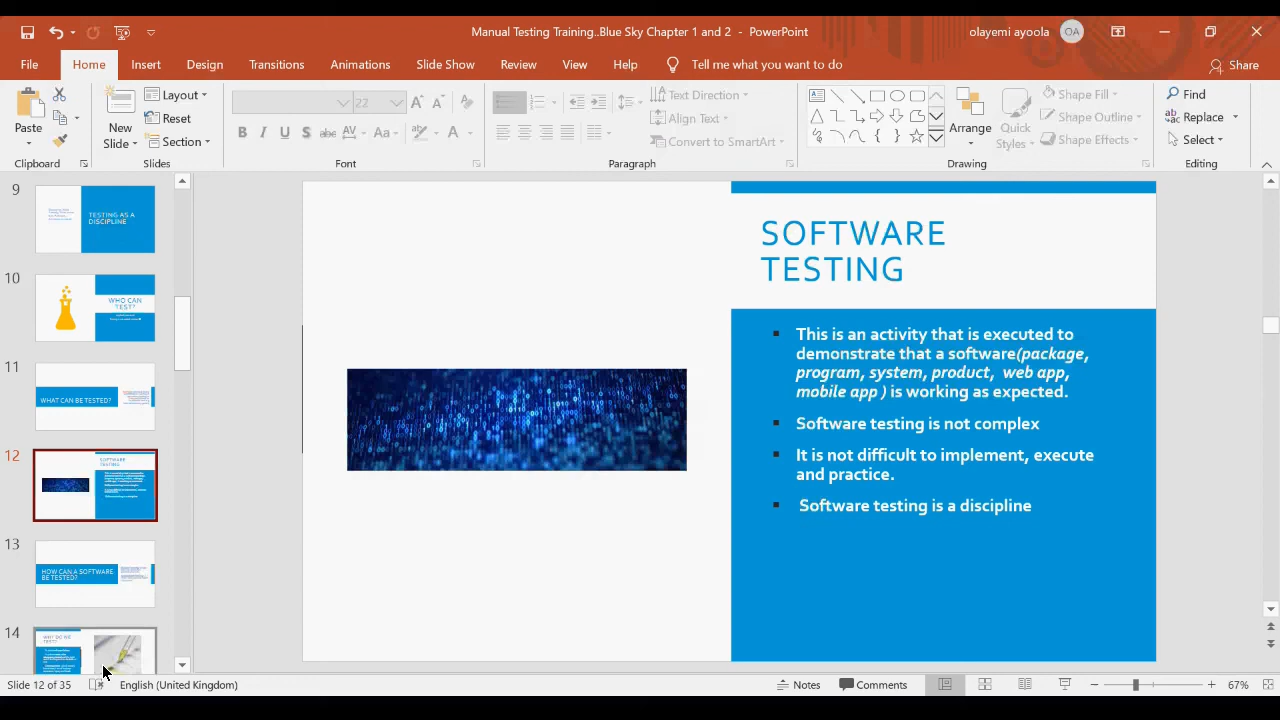 Manual Testing Training..Blue Sky Chapter 1 and 2 - PowerPoint
olayemi ayoola
OA
File
Home
Insert
Design
Transitions
Animations
Slide Show
Review
View
Help
Tell me what you want to do
Share
Paste
New
Slide
Layout
Reset
Section
22
Text Direction
Align Text
Convert to SmartArt
Arrange
Quick
Styles
Shape Fill
Shape Outline
Shape Effects
Find
Replace
Select
Clipboard
Slides
Font
Paragraph
Drawing
Editing
9
TESTING AS A
DISCIPLINE
10
WHO CAN
TEST?
11
WHAT CAN BE TESTED?
12
SOFTWARE
TESTING
13
HOW CAN A SOFTWARE
BE TESTED?
14
WHY DO WE
TEST?
SOFTWARE
TESTING
This is an activity that is executed to
demonstrate that a software(package,
program, system, product, web app,
mobile app ) is working as expected.
Software testing is not complex
It is not difficult to implement, execute
and practice.
Software testing is a discipline
Slide 12 of 35
English (United Kingdom)
Notes
Comments
67%